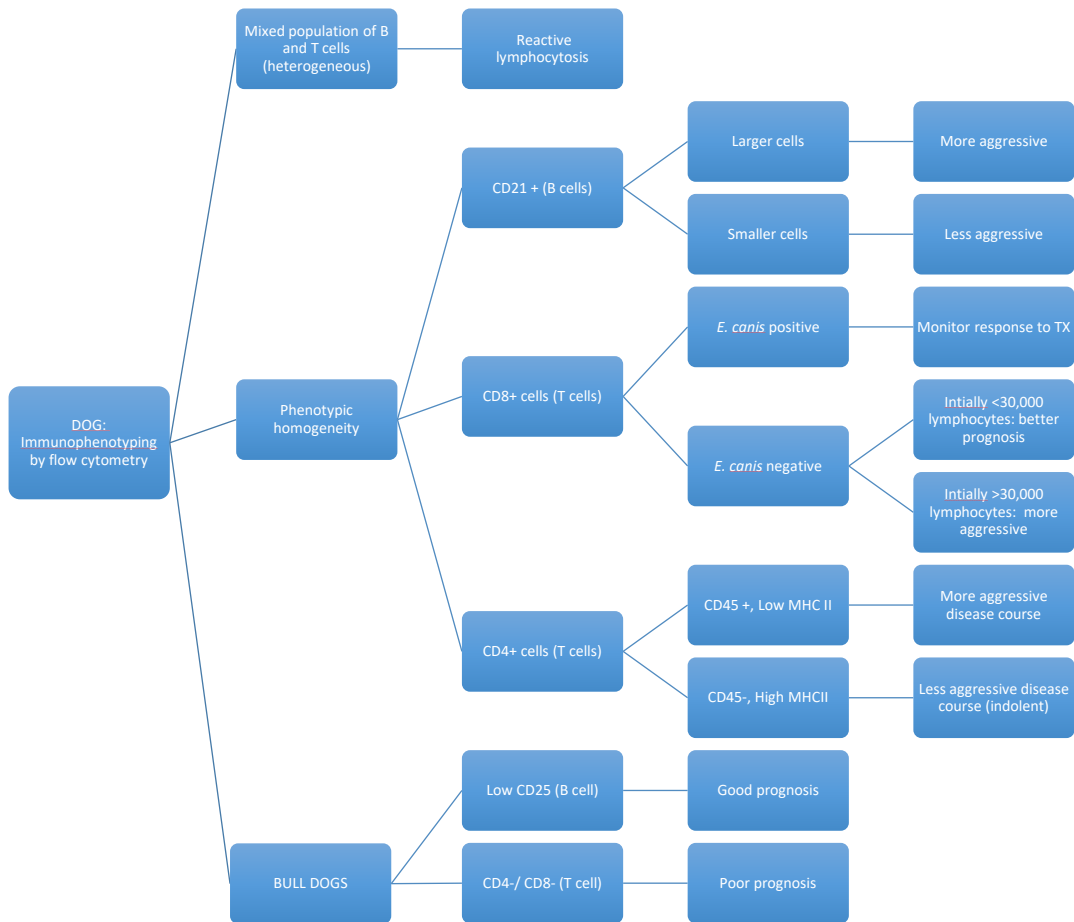 DOG:
Immunophenotyping
by flow cytometry
Mixed population of B
and T cells
(heterogeneous)
Reactive
lymphocytosis
Phenotypic
homogeneity
CD21 + (B cells)
Larger cells
More aggressive
Smaller cells
Less aggressive
CD8+ cells (T cells)
E. canis positive
Monitor response to TX
E. canis negative
Intially <30,000
lymphocytes: better
prognosis
Intially >30,000
lymphocytes: more
aggressive
CD4+ cells (T cells)
CD45 +, Low MHC II
More aggressive
disease course
CD45-, High MHCII
Less aggressive disease
course (indolent)
BULL DOGS
Low CD25 (B cell)
Good prognosis
CD4-/ CD8- (T cell)
Poor prognosis